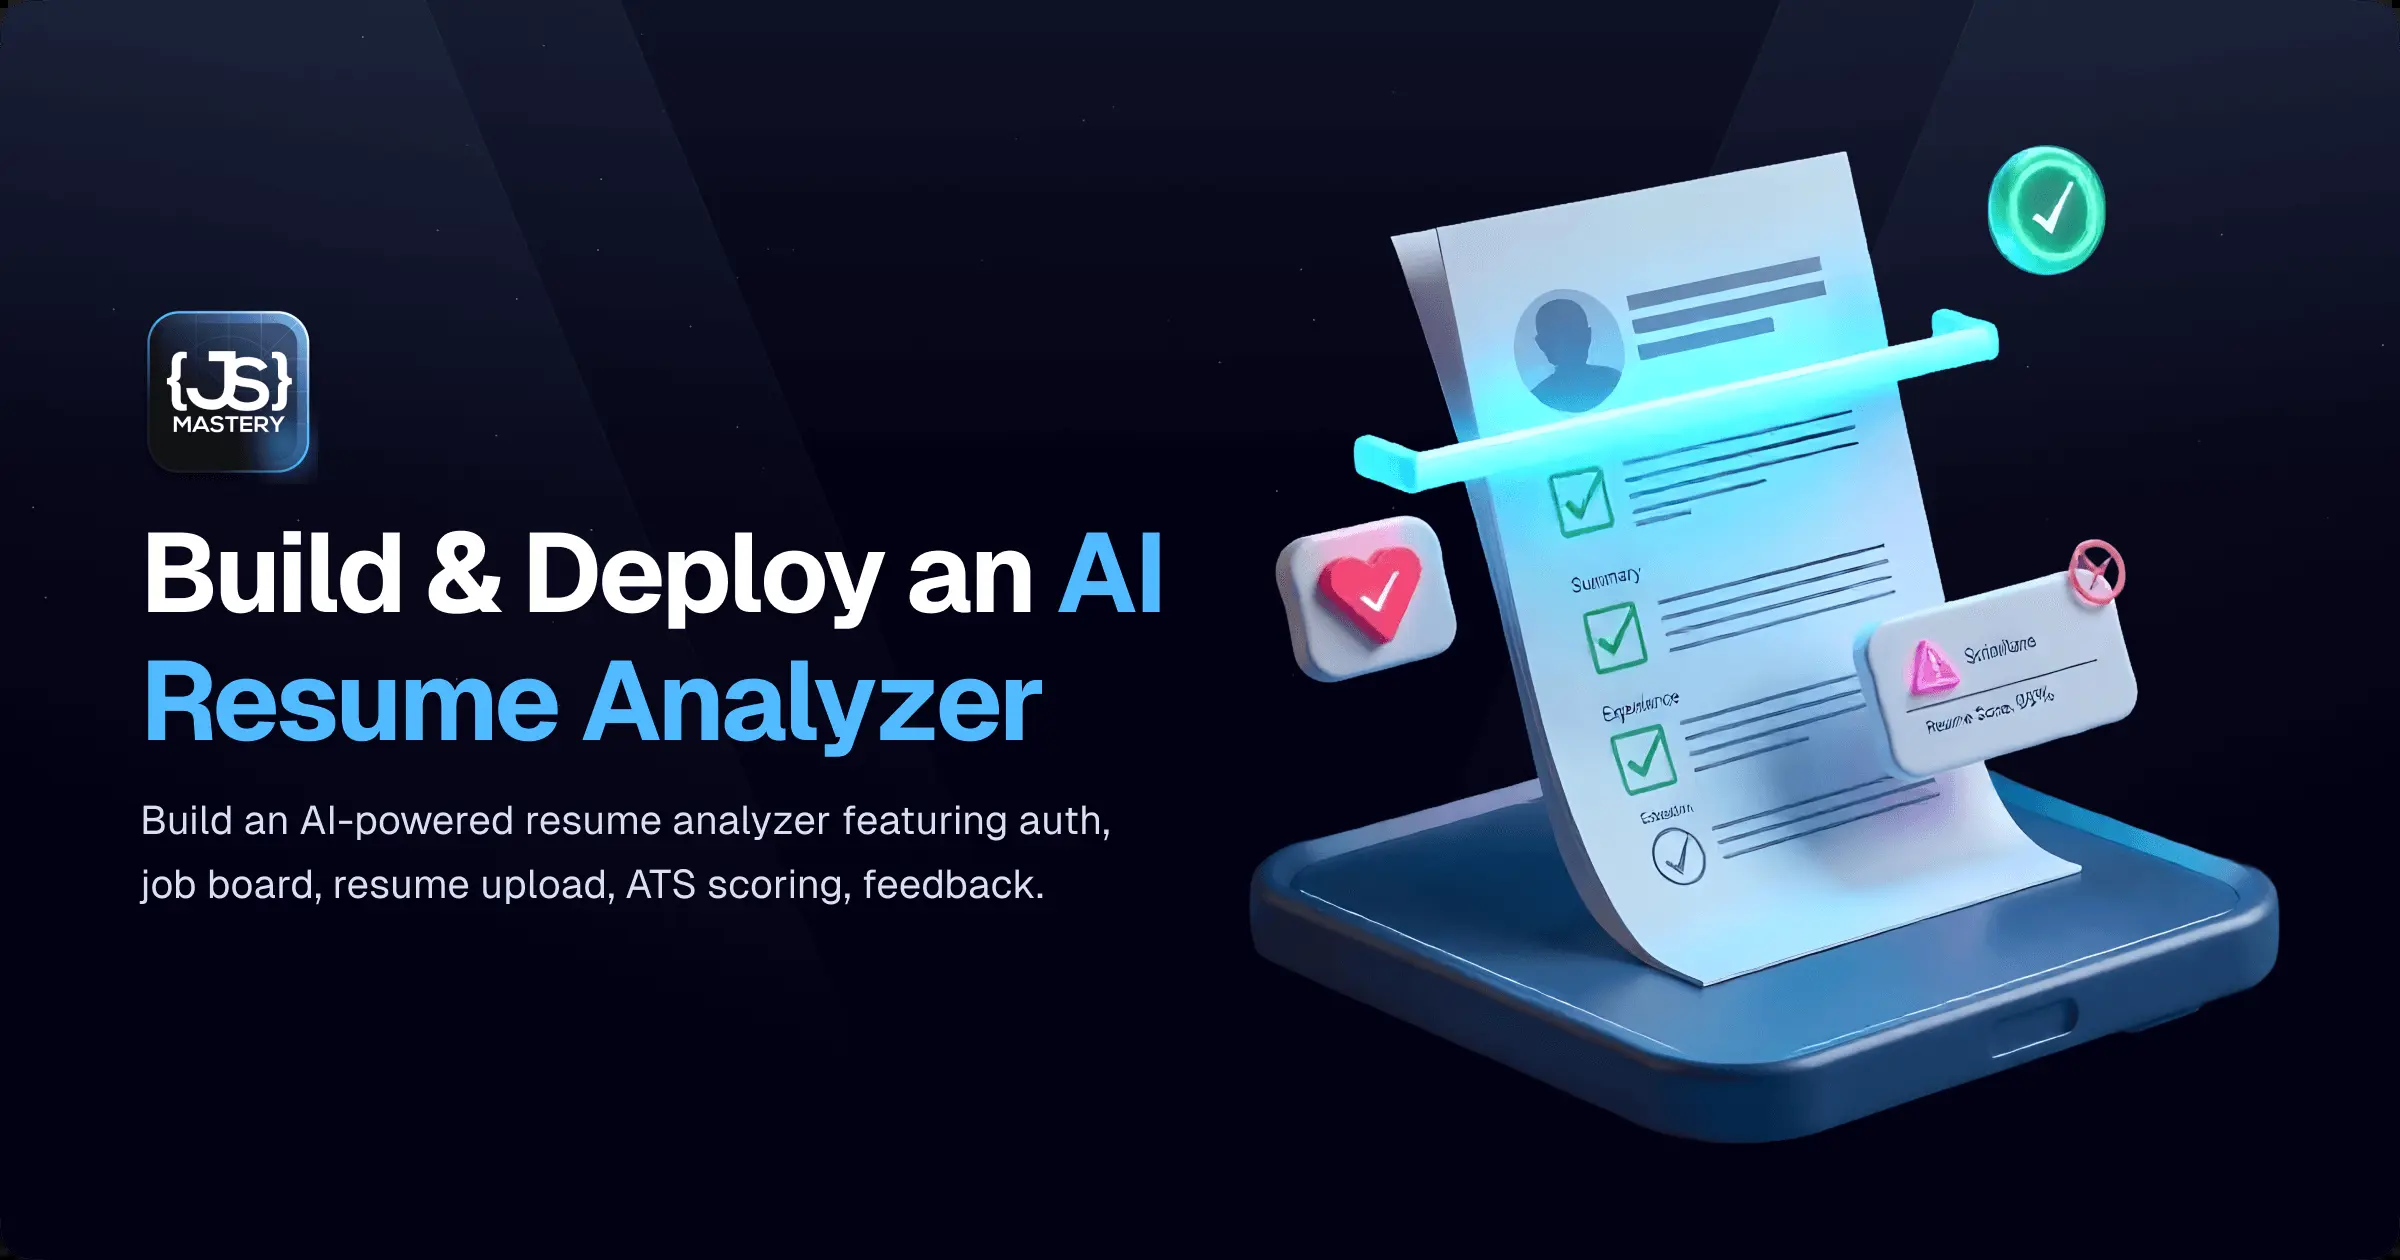 {JS}
MASTERY
Build & Deploy an AI
Resume Analyzer
Build an AI-powered resume analyzer featuring auth,
job board, resume upload, ATS scoring, feedback.